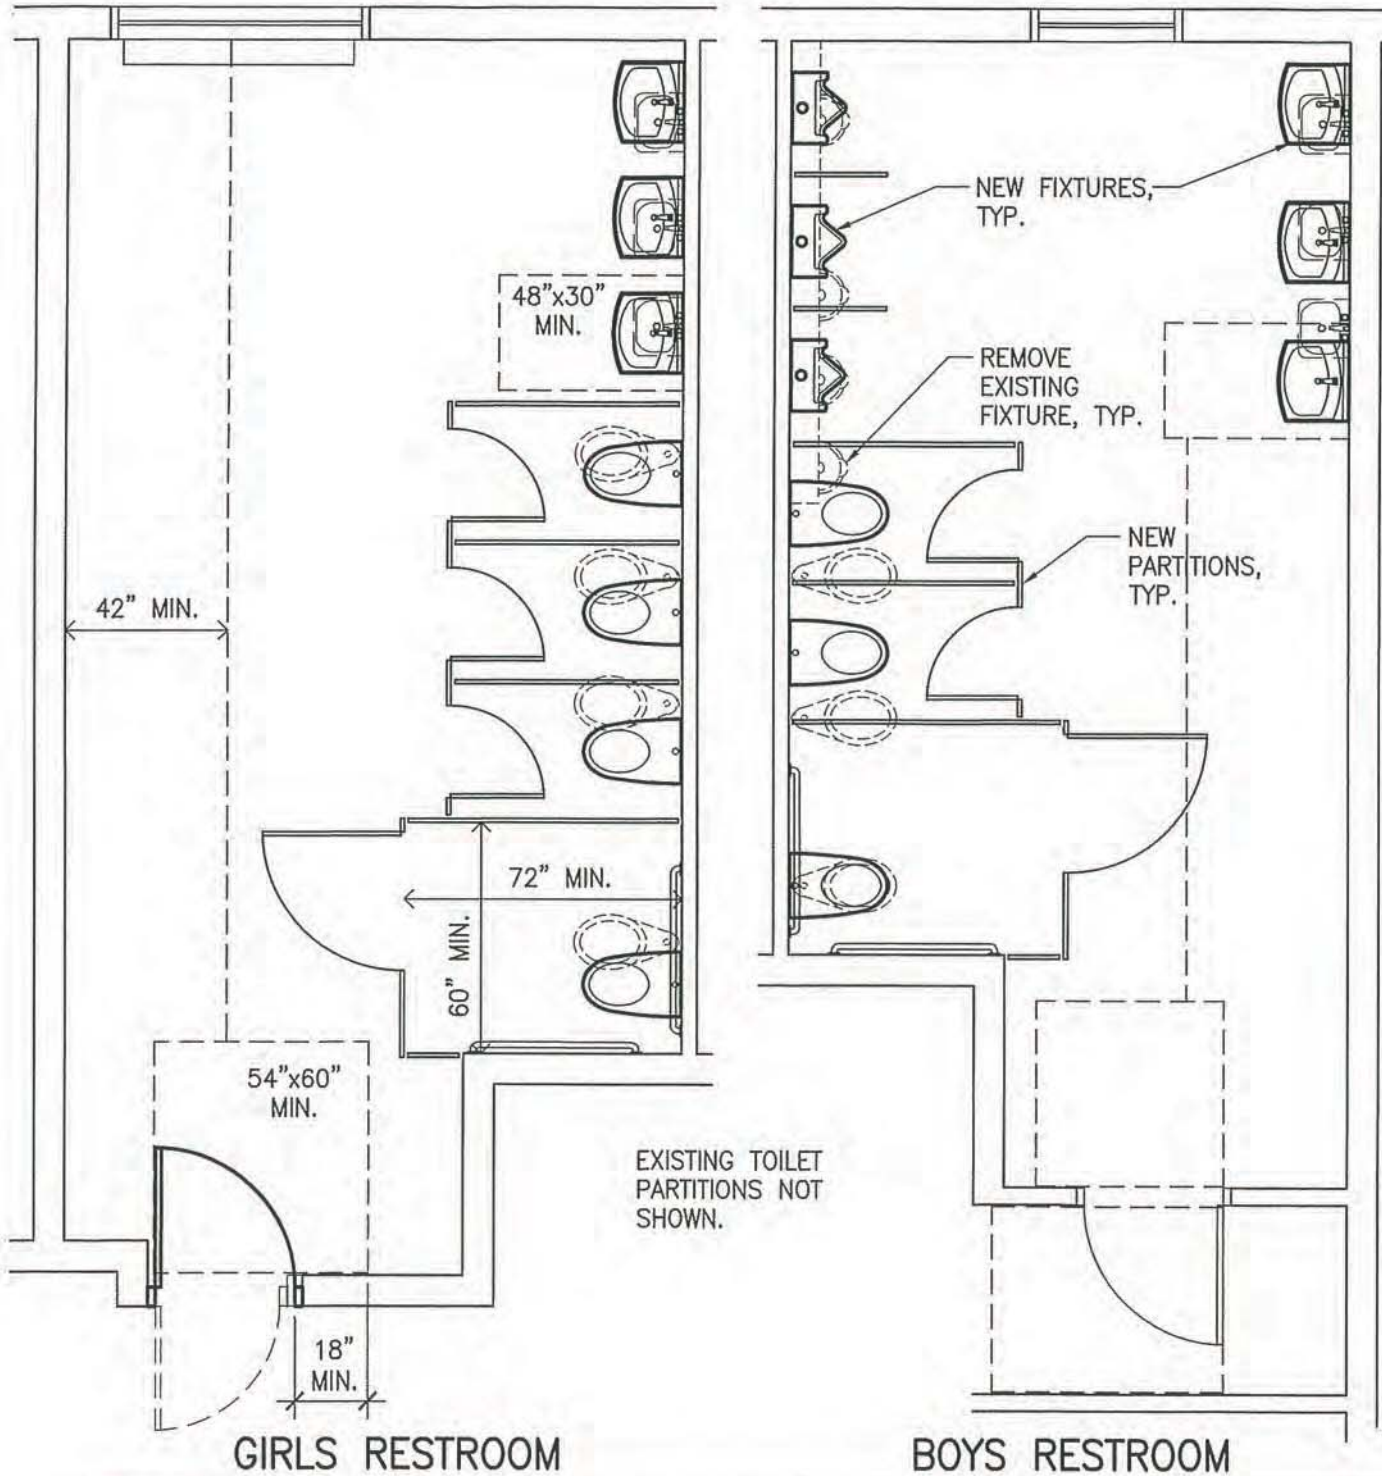 NEW FIXTURES,
TYP.
48"x30"
MIN.
REMOVE
EXISTING
FIXTURE, TYP.
NEW
PARTITIONS,
TYP.
42" MIN.
72" MIN.
60" MIN.
54"x60"
MIN.
EXISTING TOILET
PARTITIONS NOT
SHOWN.
18"
MIN.
GIRLS RESTROOM
BOYS RESTROOM